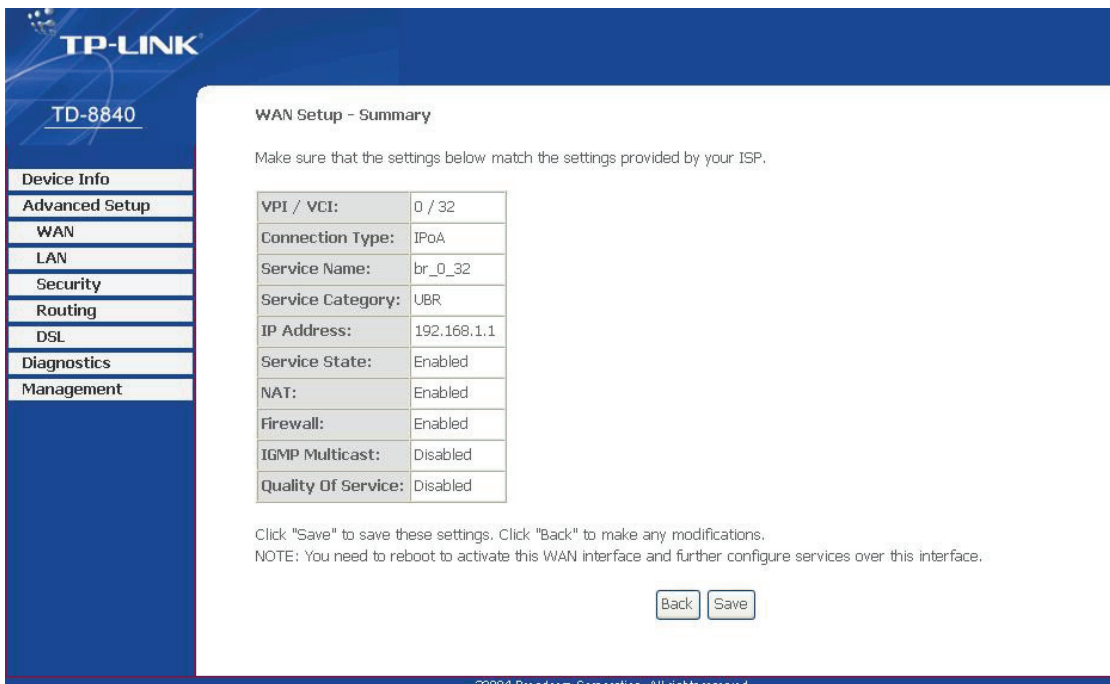 TP-LINK
TD-8840
Device Info
Advanced Setup
WAN
LAN
Security
Routing
DSL
Diagnostics
Management
WAN Setup - Summary
Make sure that the settings below match the settings provided by your ISP.
VPI / VCI: 0 / 32
Connection Type: IPoA
Service Name: br_0_32
Service Category: UBR
IP Address: 192.168.1.1
Service State: Enabled
NAT: Enabled
Firewall: Enabled
IGMP Multicast: Disabled
Quality Of Service: Disabled
Click "Save" to save these settings. Click "Back" to make any modifications.
NOTE: You need to reboot to activate this WAN interface and further configure services over this interface.
Back Save
Broadcom Corporation. All rights reserved.